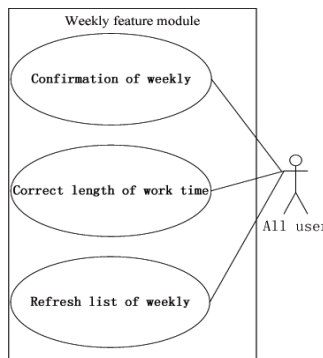 Weekly feature module
Confirmation of weekly
Correct length of work time
All user
Refresh list of weekly